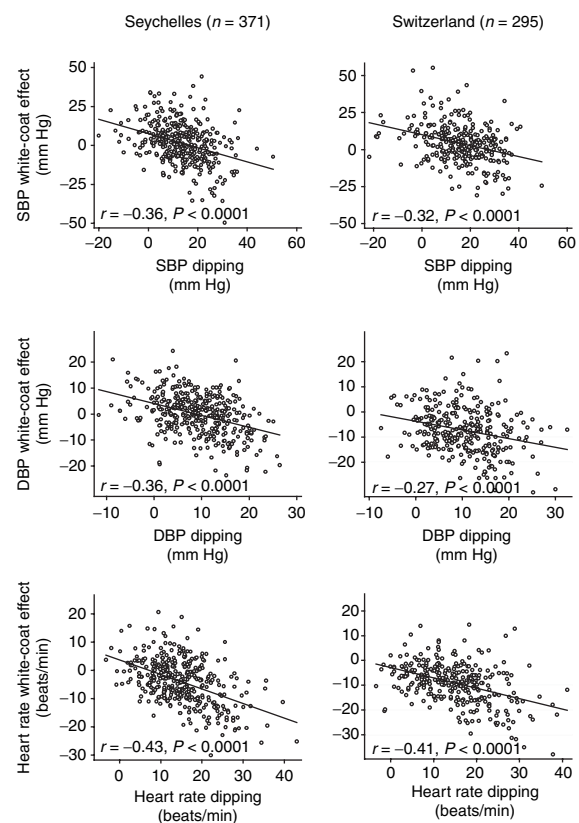 Seychelles (n = 371)
Switzerland (n = 295)
SBP white-coat effect
(mm Hg)
50
25
0
−25
−50
r = −0.36, P < 0.0001
−20 0 20 40 60
SBP dipping
(mm Hg)
50
25
0
−25
−50
r = −0.32, P < 0.0001
−20 0 20 40 60
SBP dipping
(mm Hg)
DBP white-coat effect
(mm Hg)
20
10
0
−10
−20
r = −0.36, P < 0.0001
−10 0 10 20 30
DBP dipping
(mm Hg)
20
10
0
−10
−20
r = −0.27, P < 0.0001
−10 0 10 20 30
DBP dipping
(mm Hg)
Heart rate white-coat effect
(beats/min)
20
10
0
−10
−20
−30
r = −0.43, P < 0.0001
0 10 20 30 40
Heart rate dipping
(beats/min)
20
10
0
−10
−20
−30
r = −0.41, P < 0.0001
0 10 20 30 40
Heart rate dipping
(beats/min)